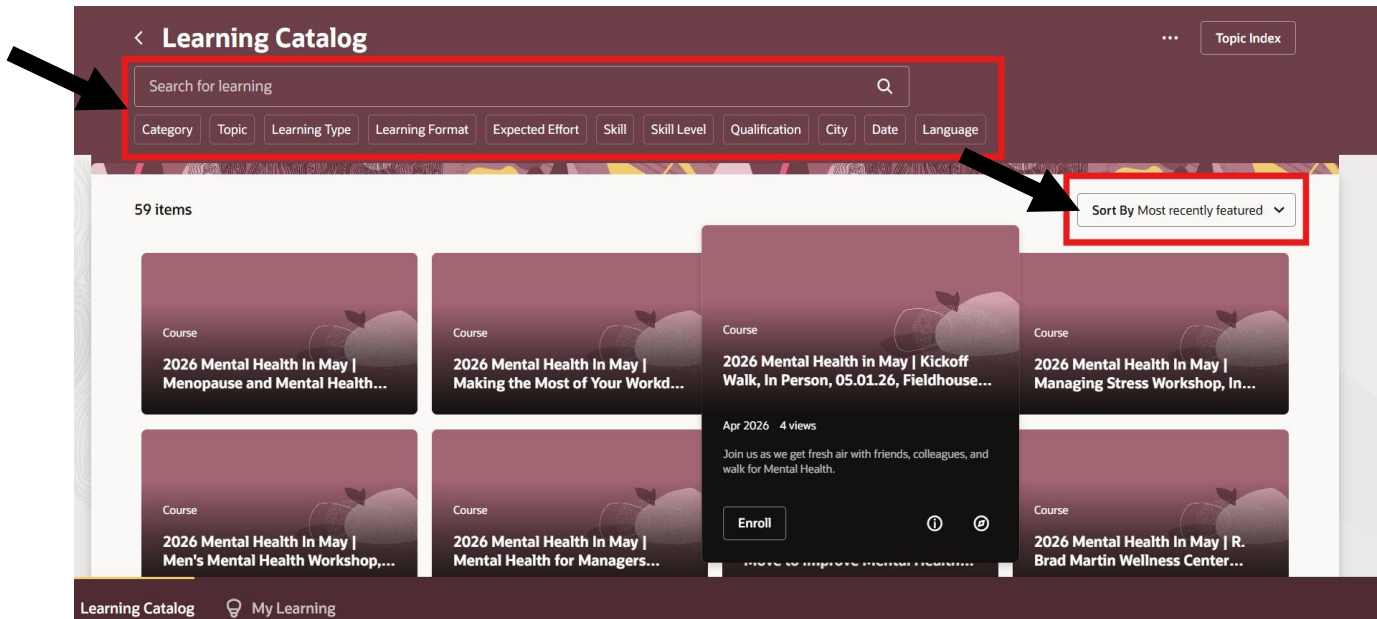 Learning Catalog
Topic Index
Search for learning
Category Topic Learning Type Learning Format Expected Effort Skill Skill Level Qualification City Date Language
59 items
Sort By Most recently featured
Course
2026 Mental Health In May |
Menopause and Mental Health...
Course
2026 Mental Health In May |
Making the Most of Your Workd...
Course
2026 Mental Health in May | Kickoff
Walk, In Person, 05.01.26, Fieldhouse...
Apr 2026 4 views
Join us as we get fresh air with friends, colleagues, and
walk for Mental Health.
Enroll
Course
2026 Mental Health In May |
Managing Stress Workshop, In...
Course
2026 Mental Health In May |
Men's Mental Health Workshop,...
Course
2026 Mental Health In May |
Mental Health for Managers...
Move to Improve Mental Health...
Course
2026 Mental Health In May | R.
Brad Martin Wellness Center...
Learning Catalog
My Learning